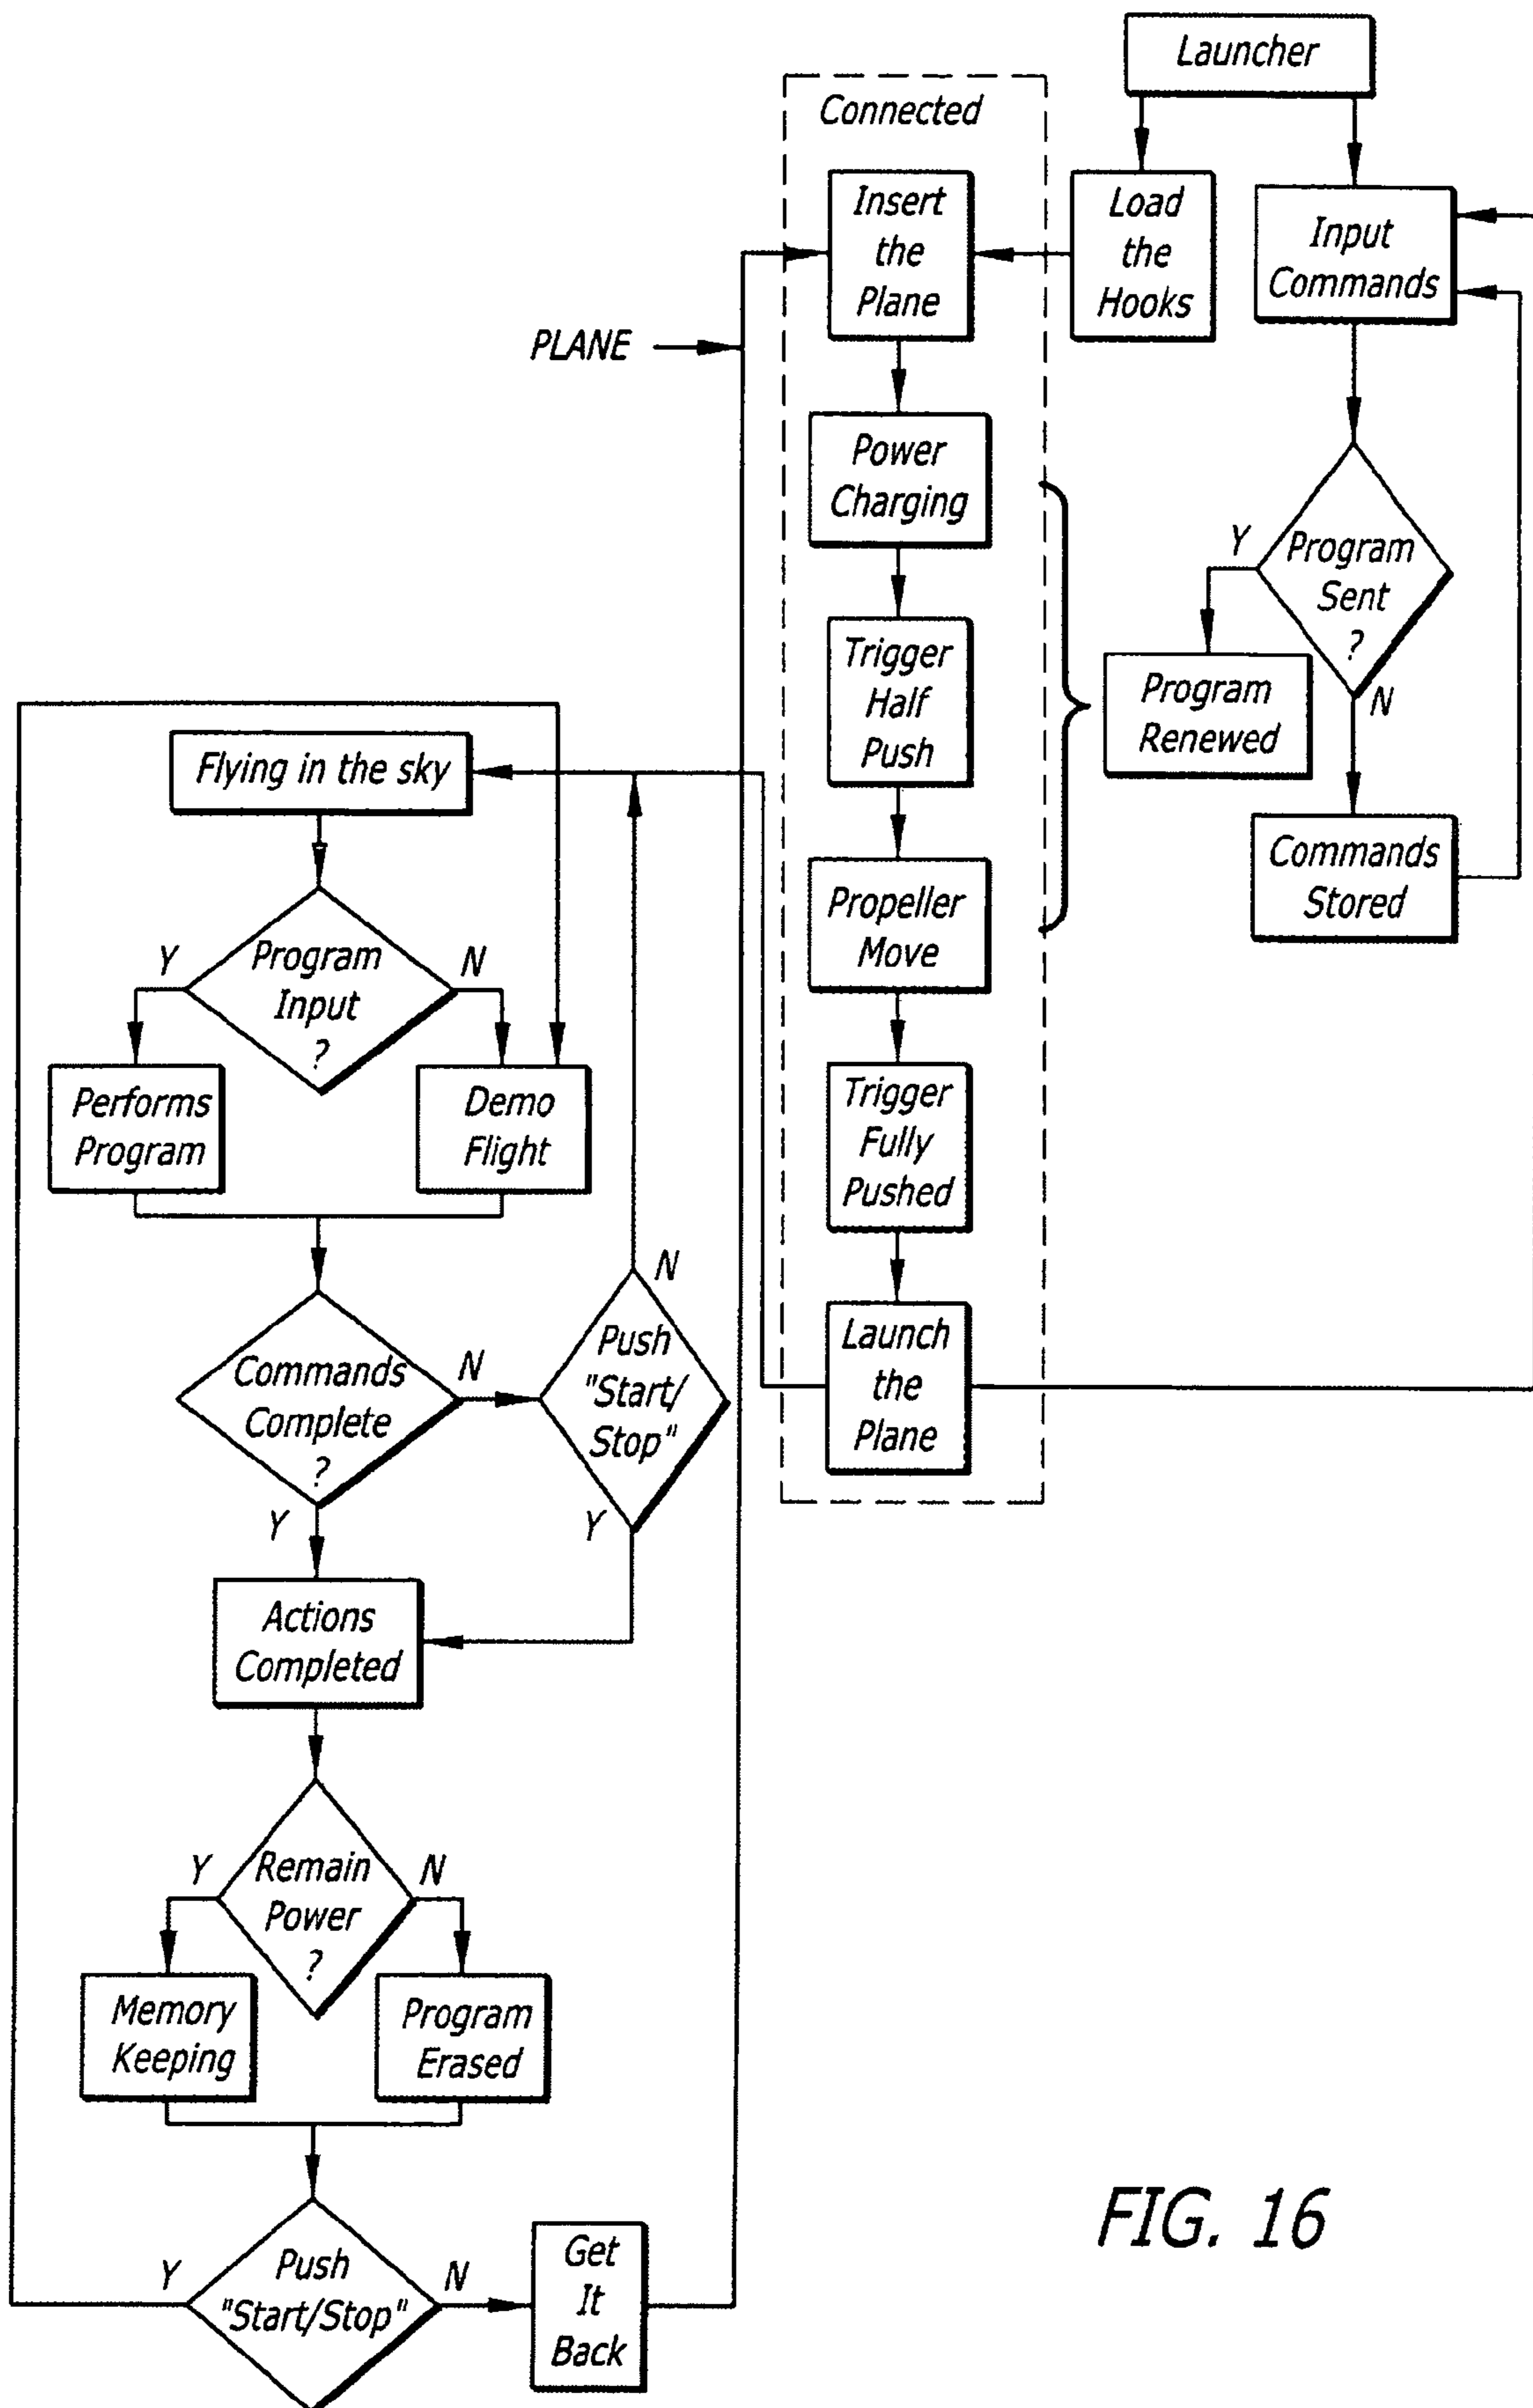 Launcher
Connected
Insert
the
Plane
Load
the
Hooks
Input
Commands
PLANE
Power
Charging
Program
Sent
?
Y
N
Trigger
Half
Push
Program
Renewed
Commands
Stored
Propeller
Move
Trigger
Fully
Pushed
Launch
the
Plane
Flying in the sky
Program
Input
?
Y
N
Performs
Program
Demo
Flight
Commands
Complete
?
N
Y
Push
"Start/
Stop"
N
Y
Actions
Completed
Remain
Power
?
Y
N
Memory
Keeping
Program
Erased
Push
"Start/Stop"
Y
N
Get
It
Back
FIG. 16